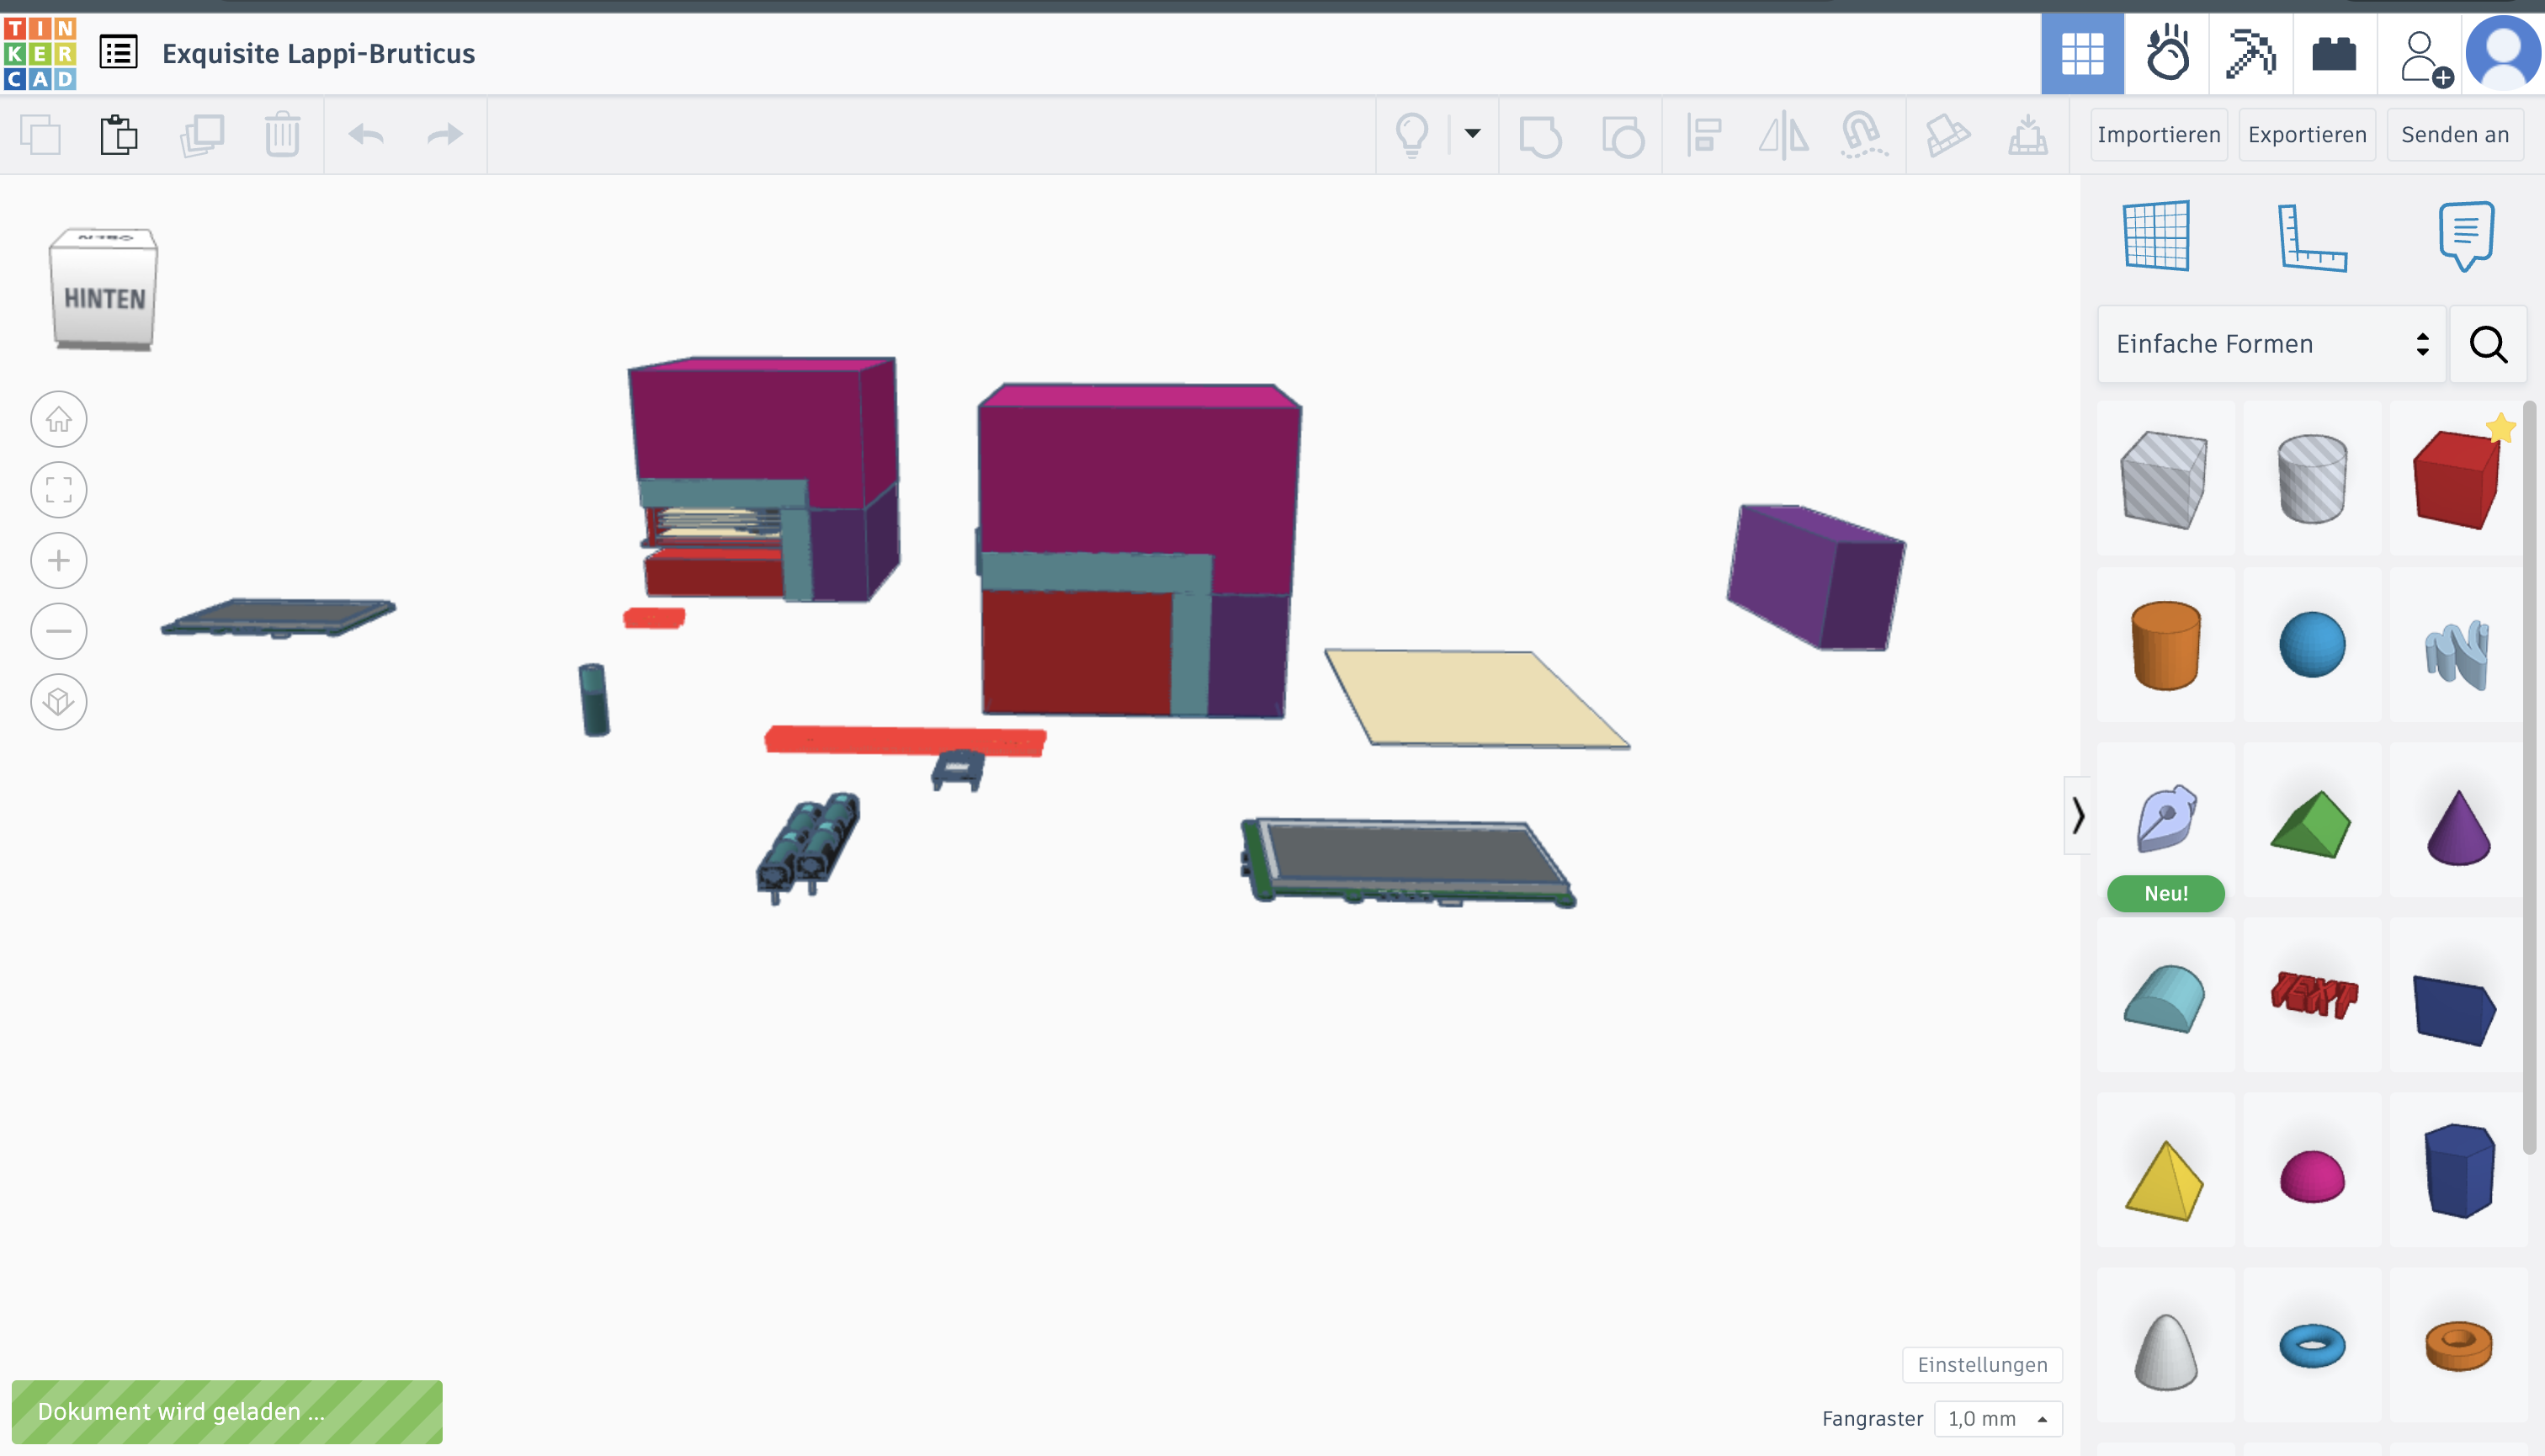 TIN
KER
CAD
Exquisite Lappi-Bruticus
Importieren
Exportieren
Senden an
OBEN
HINTEN
Einfache Formen
Neu!
TEXT
Einstellungen
Fangraster
1,0 mm
Dokument wird geladen ...